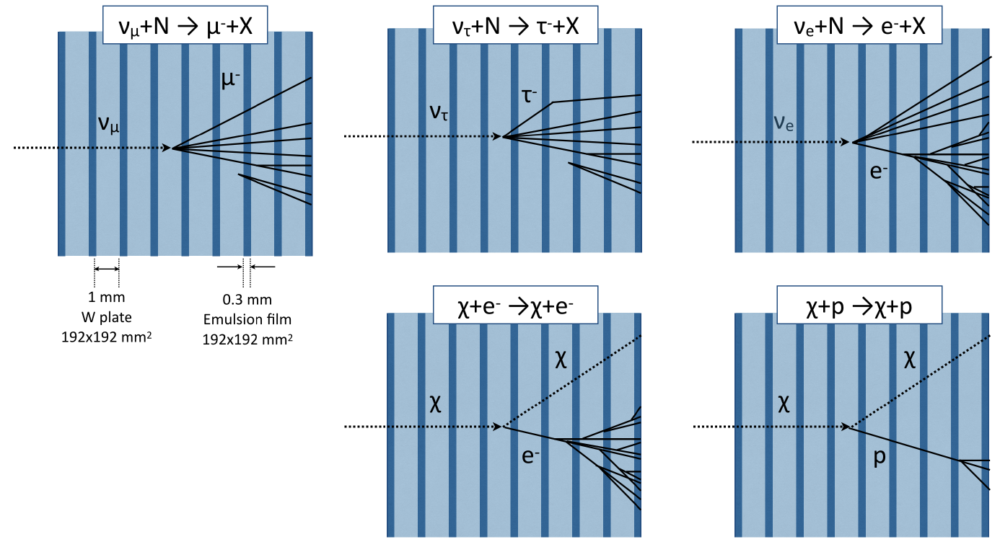 νμ+N → μ-+X
μ-
νμ
1 mm
W plate
192x192 mm²
0.3 mm
Emulsion film
192x192 mm²
ντ+N → τ-+X
τ-
ντ
νe+N → e-+X
νe
e-
χ+e- →χ+e-
χ
χ
e-
χ+p →χ+p
χ
χ
p